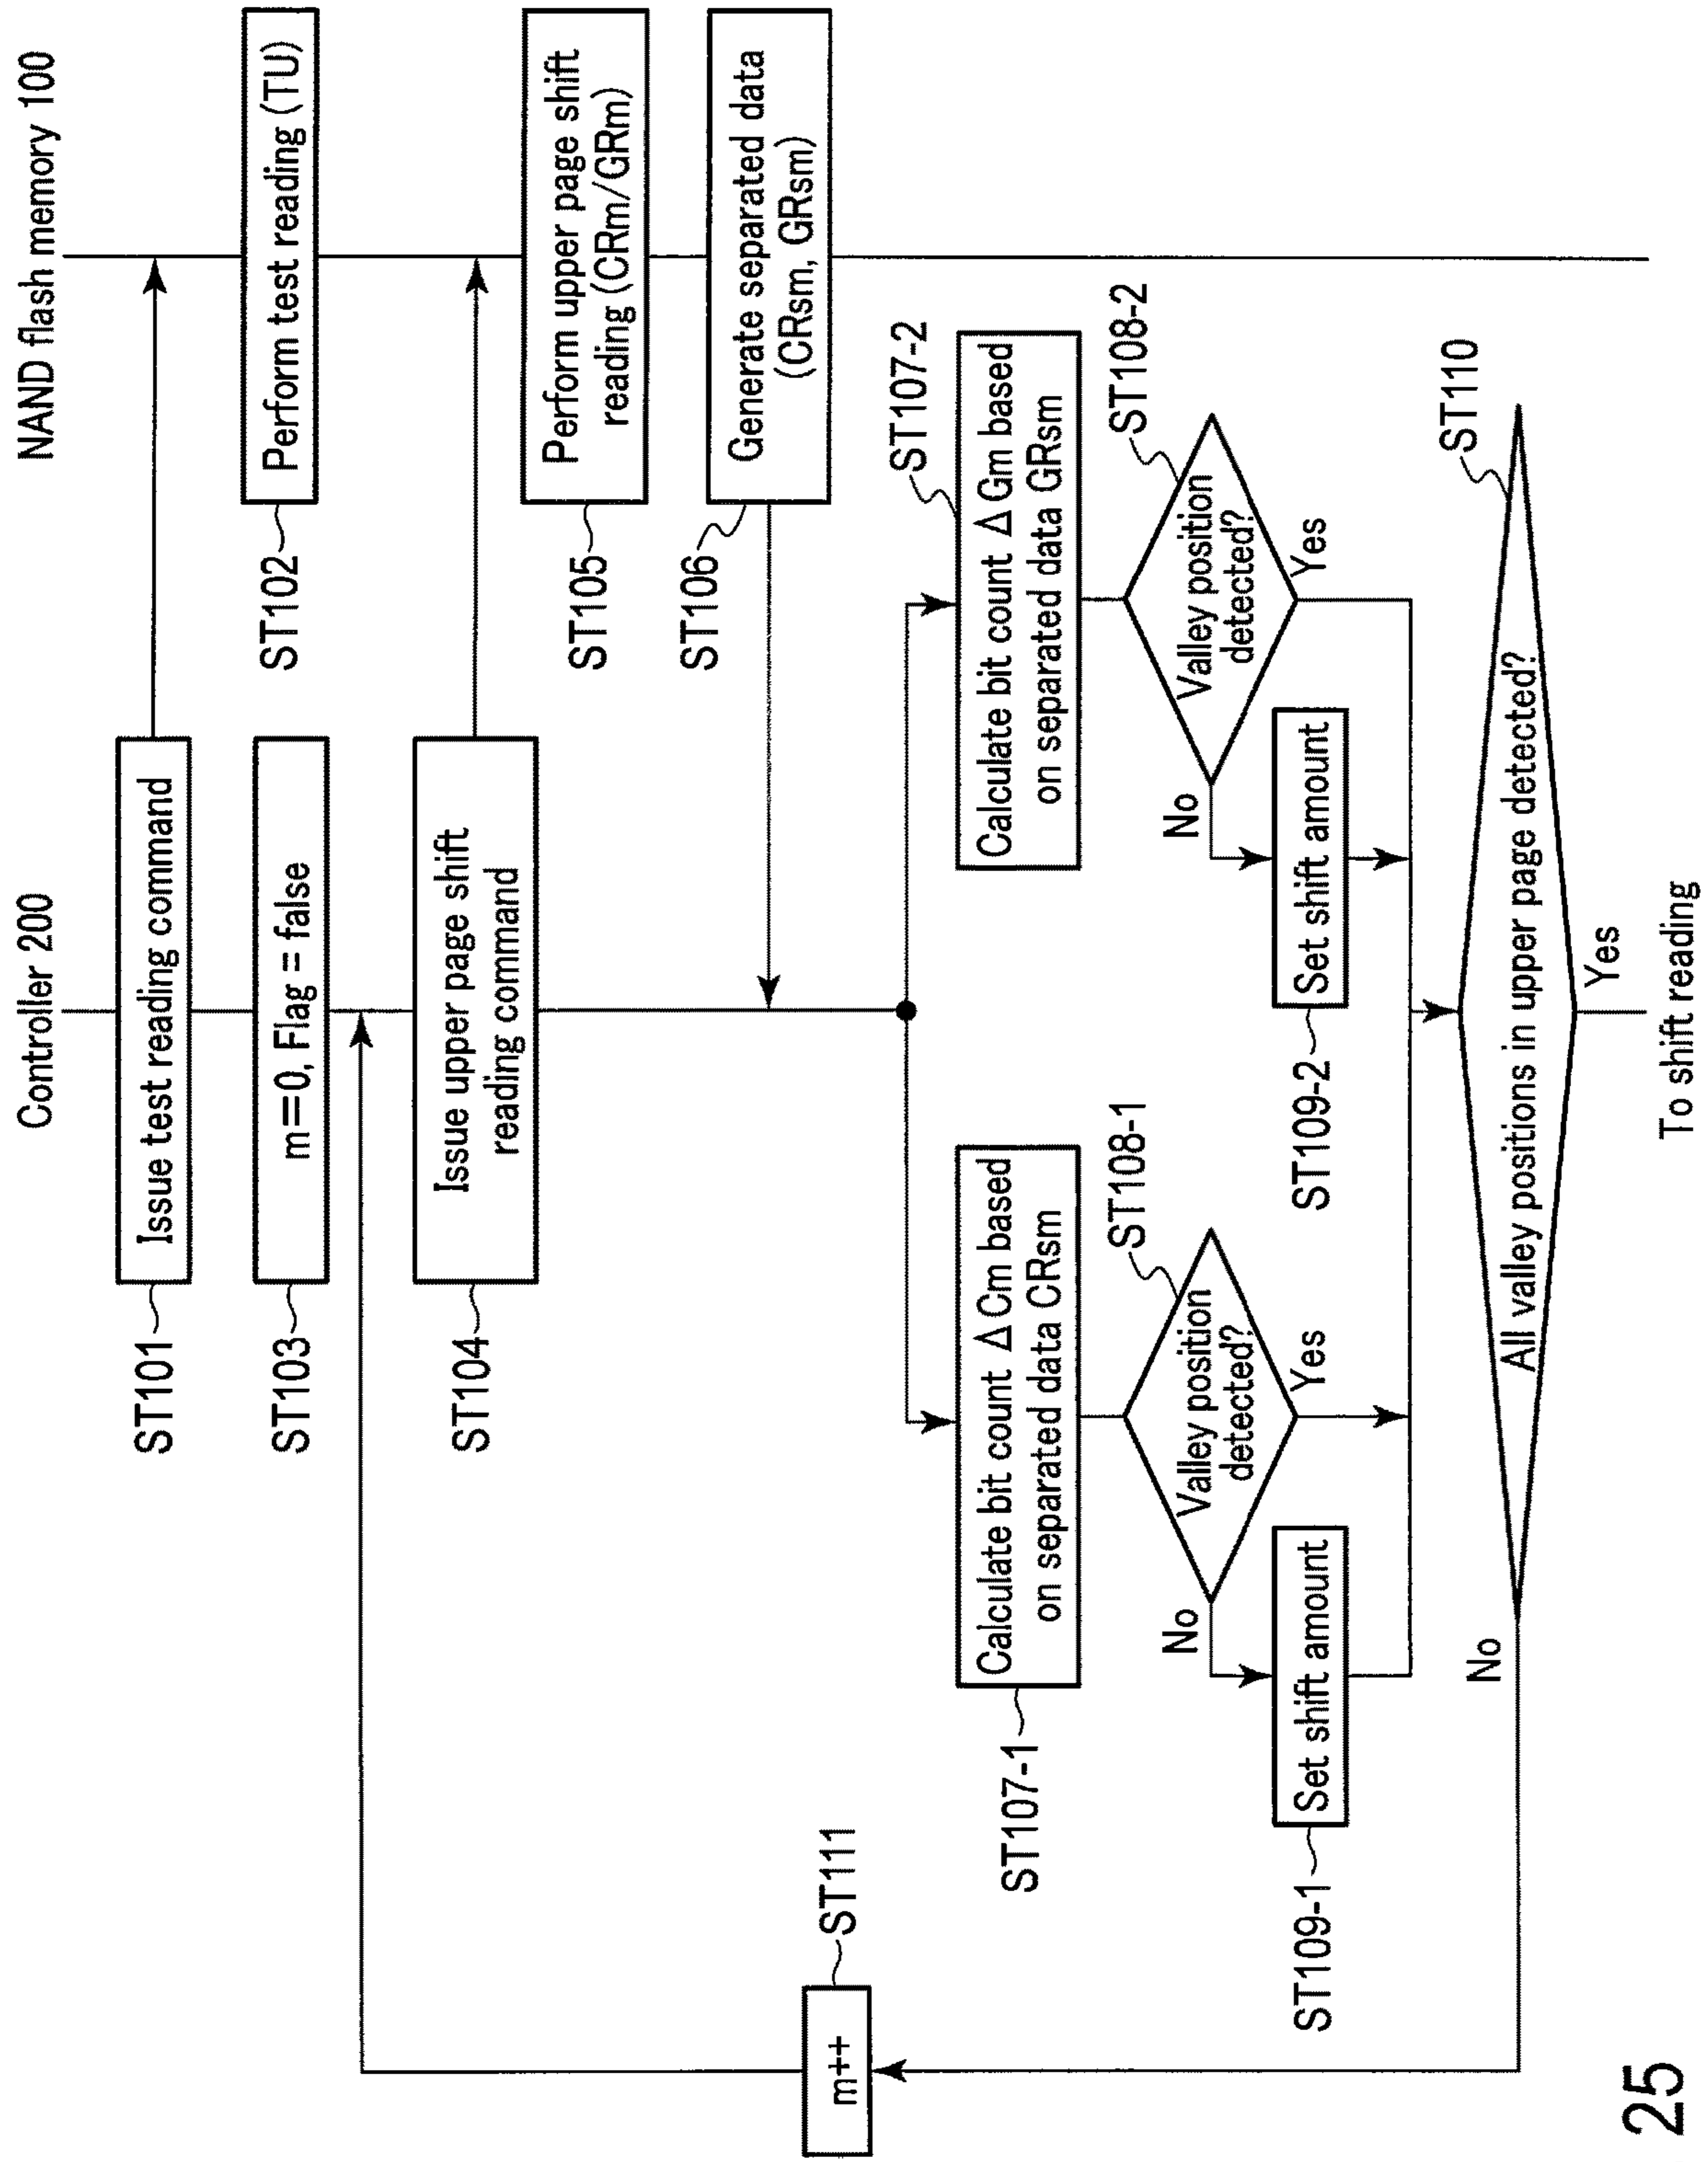 Controller 200
NAND flash memory 100
ST101
Issue test reading command
ST102
Perform test reading (TU)
ST103
m=0, Flag = false
ST104
Issue upper page shift
reading command
ST105
Perform upper page shift
reading (CRm/GRm)
ST106
Generate separated data
(CRsm, GRsm)
ST111
m++
ST107-1
Calculate bit count Δ Cm based
on separated data CRsm
ST107-2
Calculate bit count Δ Gm based
on separated data GRsm
ST108-1
Valley position
detected?
No
Yes
ST108-2
Valley position
detected?
No
Yes
ST109-1
Set shift amount
ST109-2
Set shift amount
ST110
All valley positions in upper page detected?
No
Yes
To shift reading
25